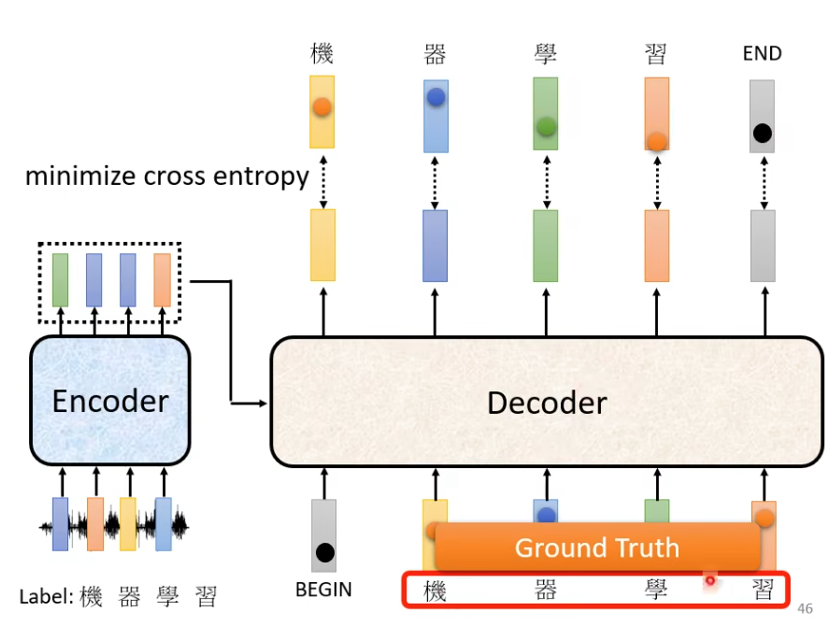 機 器 學 習 END
minimize cross entropy
Encoder
Decoder
Ground Truth
Label: 機 器 學 習
BEGIN 機 器 學 習
46